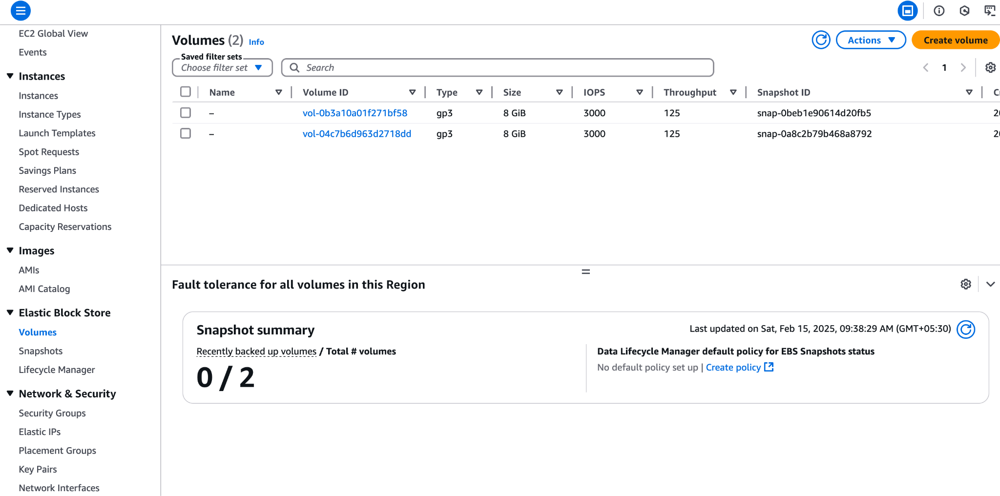 EC2 Global View
Events
Instances
Instances
Instance Types
Launch Templates
Spot Requests
Savings Plans
Reserved Instances
Dedicated Hosts
Capacity Reservations
Images
AMIs
AMI Catalog
Elastic Block Store
Volumes
Snapshots
Lifecycle Manager
Network & Security
Security Groups
Elastic IPs
Placement Groups
Key Pairs
Network Interfaces
Volumes (2) Info
Actions
Create volume
Saved filter sets
Choose filter set
Search
1
Name Volume ID Type Size IOPS Throughput Snapshot ID
– vol-0b3a10a01f271bf58 gp3 8 GiB 3000 125 snap-0beb1e90614d20fb5
– vol-04c7b6d963d2718dd gp3 8 GiB 3000 125 snap-0a8c2b79b468a8792
Fault tolerance for all volumes in this Region
Snapshot summary
Last updated on Sat, Feb 15, 2025, 09:38:29 AM (GMT+05:30)
Recently backed up volumes / Total # volumes
0 / 2
Data Lifecycle Manager default policy for EBS Snapshots status
No default policy set up | Create policy